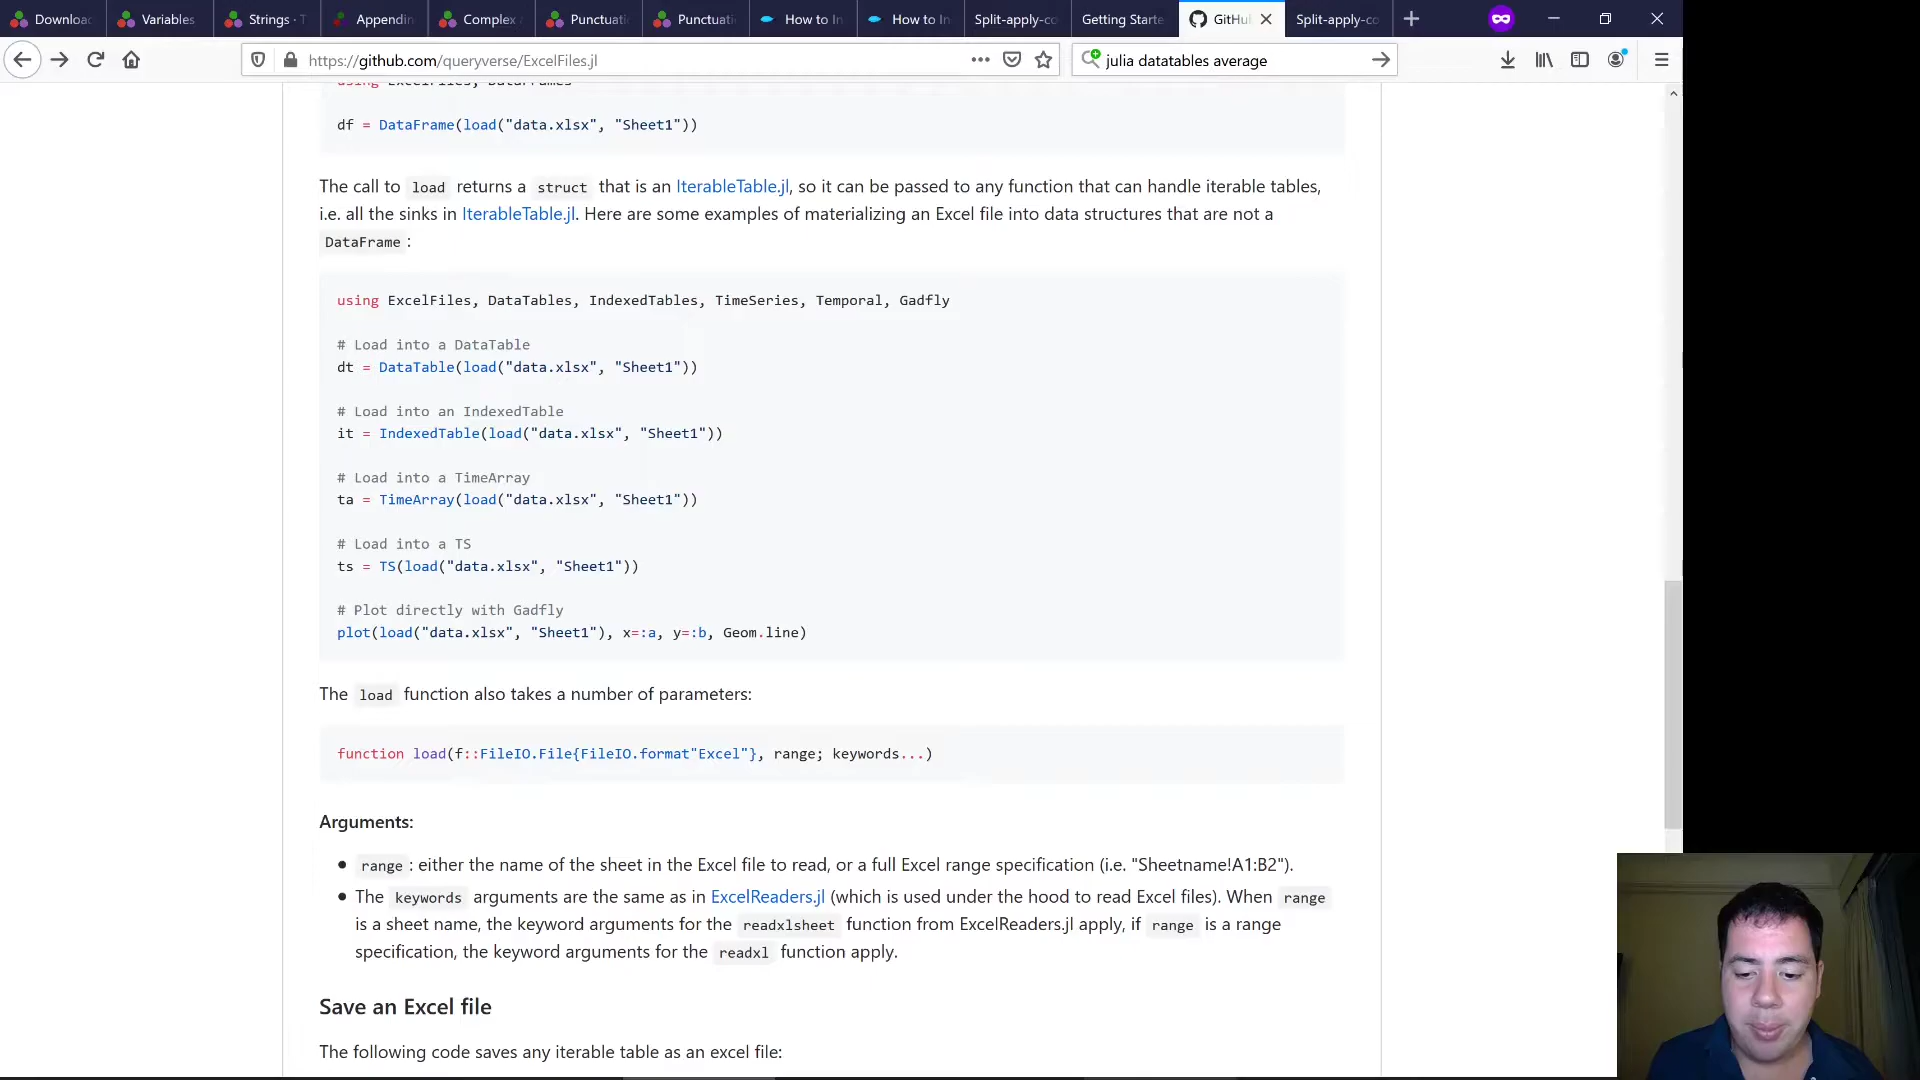 Downloa
Variables
Strings · T
Appendin
Complex a
Punctuati
Punctuati
How to In
How to In
Split-apply-co
Getting Starte
GitHu
Split-apply-co
https://github.com/queryverse/ExcelFiles.jl
julia datatables average
using ExcelFiles, DataFrames
df = DataFrame(load("data.xlsx", "Sheet1"))
The call to load returns a struct that is an IterableTable.jl, so it can be passed to any function that can handle iterable tables,
i.e. all the sinks in IterableTable.jl. Here are some examples of materializing an Excel file into data structures that are not a
DataFrame :
using ExcelFiles, DataTables, IndexedTables, TimeSeries, Temporal, Gadfly
# Load into a DataTable
dt = DataTable(load("data.xlsx", "Sheet1"))
# Load into an IndexedTable
it = IndexedTable(load("data.xlsx", "Sheet1"))
# Load into a TimeArray
ta = TimeArray(load("data.xlsx", "Sheet1"))
# Load into a TS
ts = TS(load("data.xlsx", "Sheet1"))
# Plot directly with Gadfly
plot(load("data.xlsx", "Sheet1"), x=:a, y=:b, Geom.line)
The load function also takes a number of parameters:
function load(f::FileIO.File{FileIO.format"Excel"}, range; keywords...)
Arguments:
• range : either the name of the sheet in the Excel file to read, or a full Excel range specification (i.e. "Sheetname!A1:B2").
• The keywords arguments are the same as in ExcelReaders.jl (which is used under the hood to read Excel files). When range
is a sheet name, the keyword arguments for the readxlsheet function from ExcelReaders.jl apply, if range is a range
specification, the keyword arguments for the readxl function apply.
Save an Excel file
The following code saves any iterable table as an excel file: